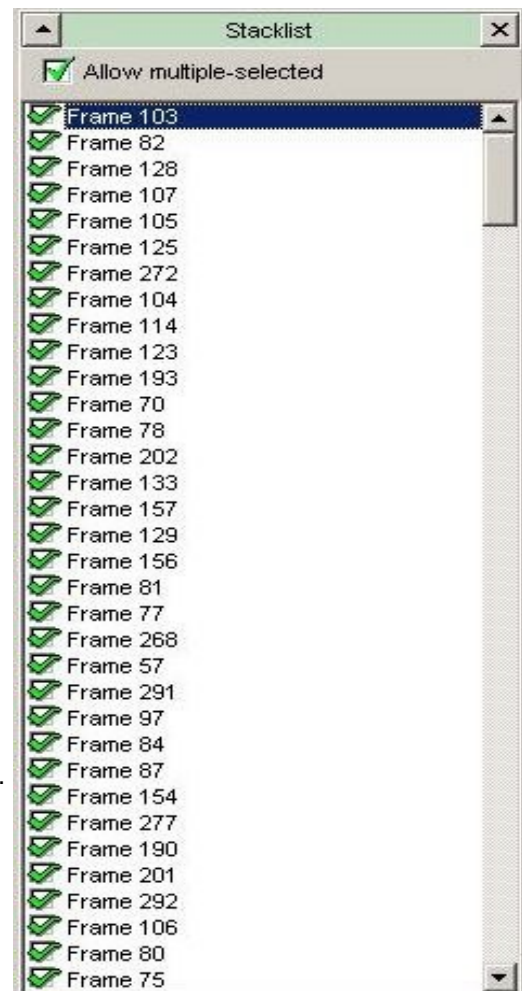 Stacklist
Allow multiple-selected
Frame 103
Frame 82
Frame 128
Frame 107
Frame 105
Frame 125
Frame 272
Frame 104
Frame 114
Frame 123
Frame 193
Frame 70
Frame 78
Frame 202
Frame 133
Frame 157
Frame 129
Frame 156
Frame 81
Frame 77
Frame 268
Frame 57
Frame 291
Frame 97
Frame 84
Frame 87
Frame 154
Frame 277
Frame 190
Frame 201
Frame 292
Frame 106
Frame 80
Frame 75